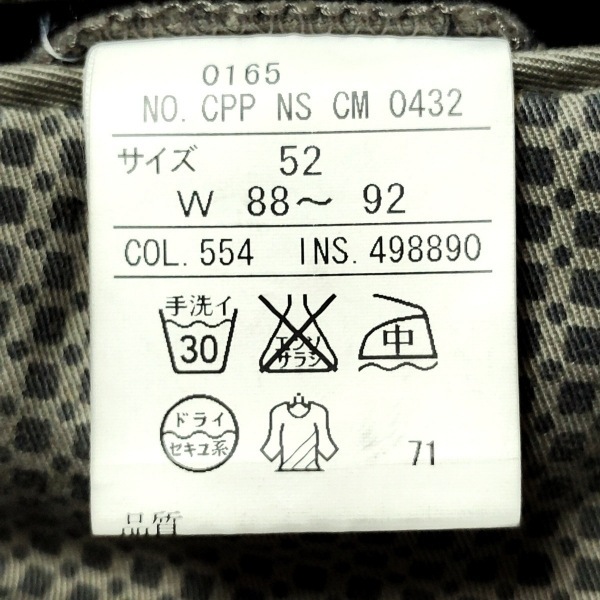 0165
NO. CPP NS CM 0432
サイズ 52
W 88～ 92
COL. 554 INS. 498890
手洗イ
30
エンソ
サラシ
中
ドライ
セキユ系
71
品質